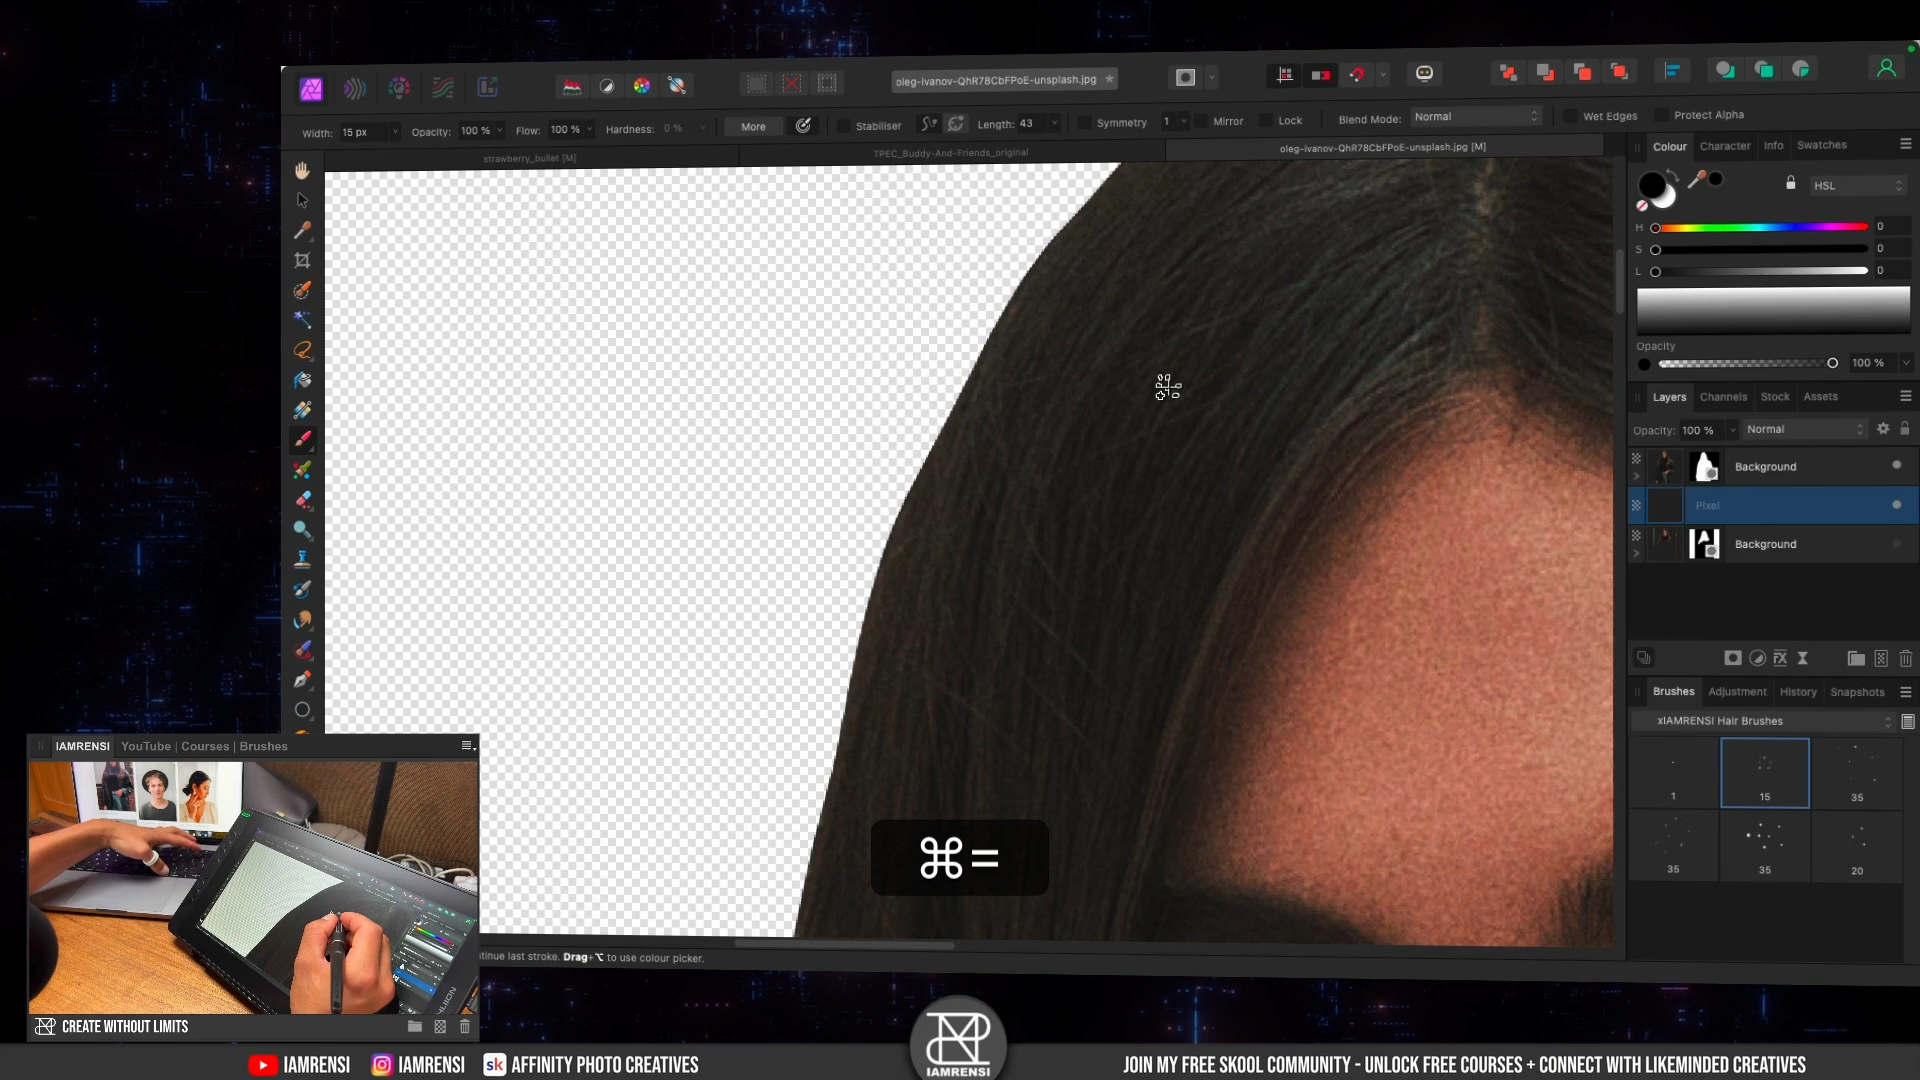 oleg-ivanov-QhR78CbFPoE-unsplash.jpg *
Width: 15 px Opacity: 100 % Flow: 100 % Hardness: 0 % More Stabiliser Length: 43 Symmetry 1 Mirror Lock Blend Mode: Normal Wet Edges Protect Alpha
strawberry_bullet [M] TPEC_Buddy-And-Friends_original oleg-ivanov-QhR78CbFPoE-unsplash.jpg [M]
Colour Character Info Swatches
HSL
H 0
S 0
L 0
Opacity
100 %
Layers Channels Stock Assets
Opacity: 100 % Normal
Background
Pixel
Background
Brushes Adjustment History Snapshots
xIAMRENSI Hair Brushes
1 15 35
35 35 20
⌘=
IAMRENSI YouTube | Courses | Brushes
CREATE WITHOUT LIMITS
ntinue last stroke. Drag+⌥ to use colour picker.
IAMRENSI IAMRENSI sk AFFINITY PHOTO CREATIVES
IAMRENSI
JOIN MY FREE SKOOL COMMUNITY - UNLOCK FREE COURSES + CONNECT WITH LIKEMINDED CREATIVES